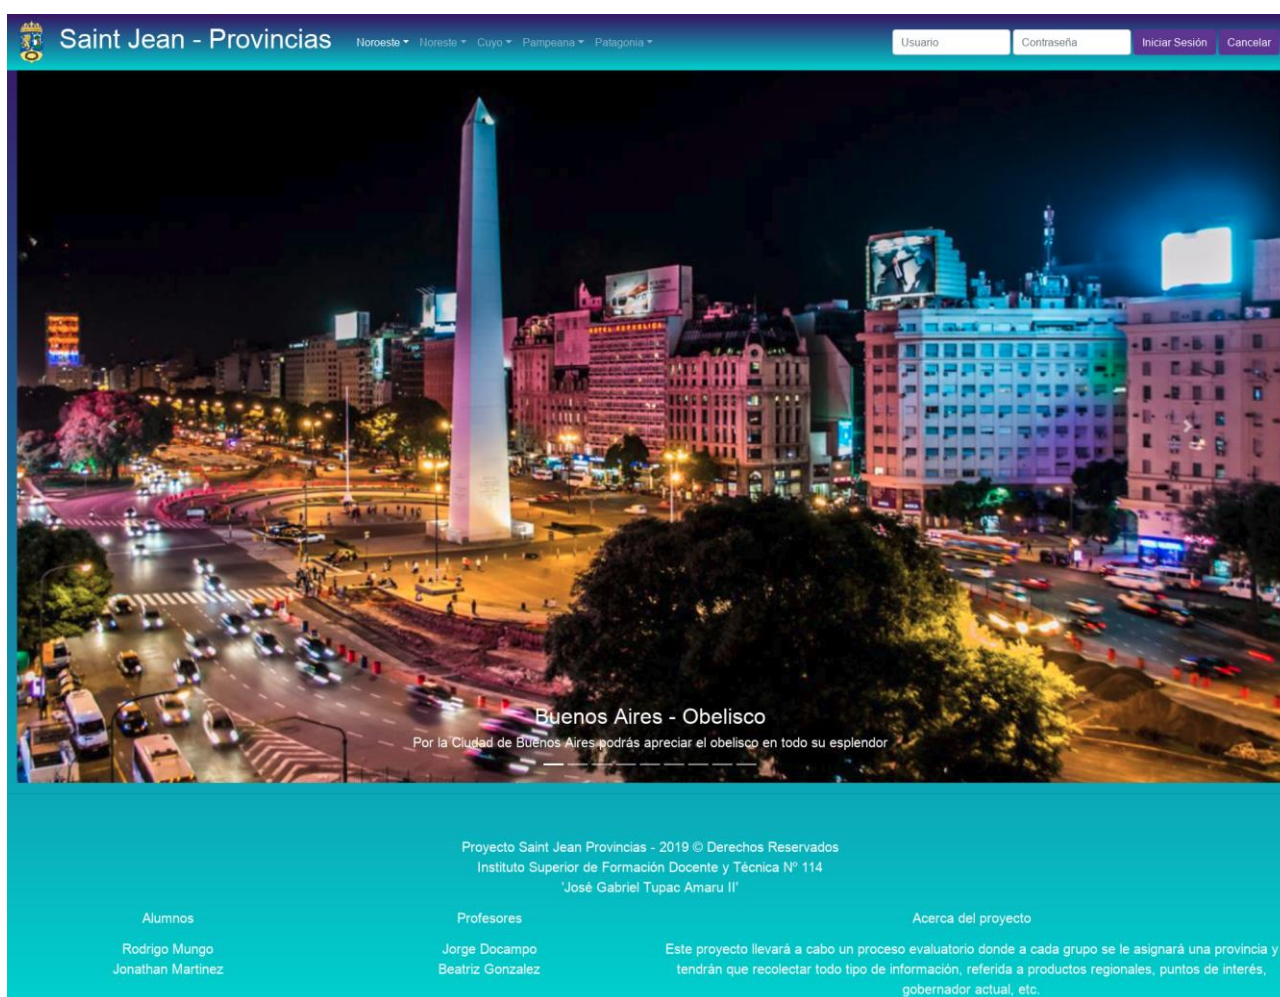 Saint Jean - Provincias
Noroeste Noreste Cuyo Pampeana Patagonia
Usuario Contraseña Iniciar Sesión Cancelar
Buenos Aires - Obelisco
Por la Ciudad de Buenos Aires podrás apreciar el obelisco en todo su esplendor
Proyecto Saint Jean Provincias - 2019 © Derechos Reservados
Instituto Superior de Formación Docente y Técnica Nº 114
'José Gabriel Tupac Amaru II'
Alumnos
Rodrigo Mungo
Jonathan Martinez
Profesores
Jorge Docampo
Beatriz Gonzalez
Acerca del proyecto
Este proyecto llevará a cabo un proceso evaluatorio donde a cada grupo se le asignará una provincia y
tendrán que recolectar todo tipo de información, referida a productos regionales, puntos de interés,
gobernador actual, etc.